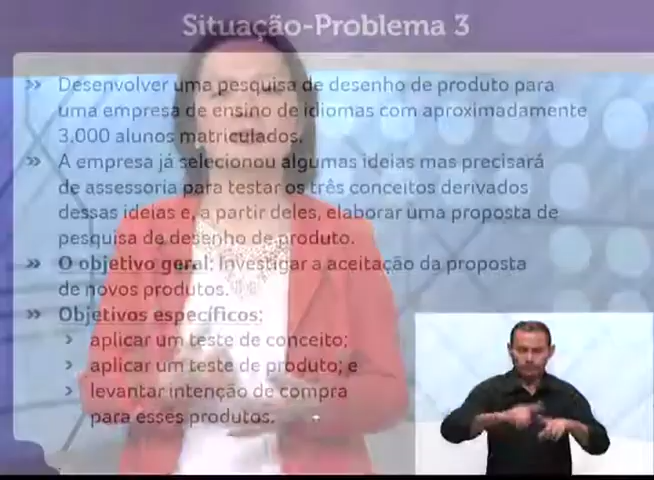 Situação-Problema 3
» Desenvolver uma pesquisa de desenho de produto para
uma empresa de ensino de idiomas com aproximadamente
3.000 alunos matriculados.
» A empresa já selecionou algumas ideias mas precisará
de assessoria para testar os três conceitos derivados
dessas ideias e, a partir deles, elaborar uma proposta de
pesquisa de desenho de produto.
» O objetivo geral: investigar a aceitação da proposta
de novos produtos.
» Objetivos específicos:
› aplicar um teste de conceito;
› aplicar um teste de produto; e
› levantar intenção de compra
para esses produtos.